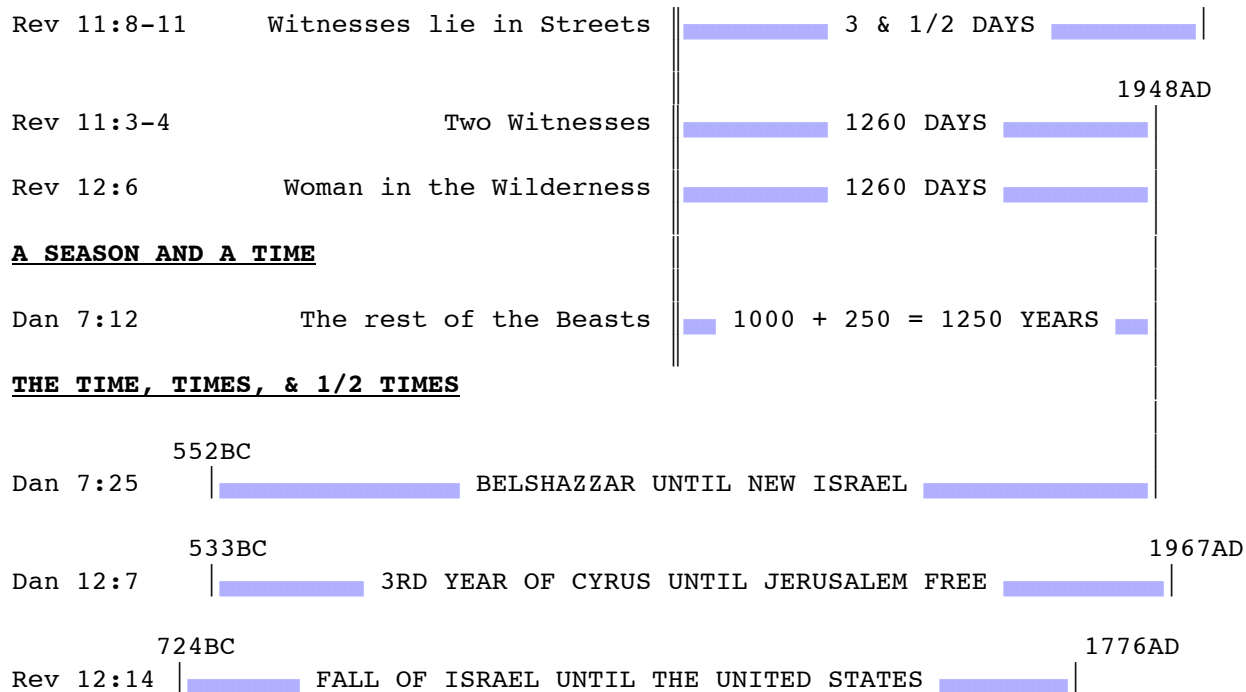 Rev 11:8-11 Witnesses lie in Streets 3 & 1/2 DAYS
1948AD
Rev 11:3-4 Two Witnesses 1260 DAYS
Rev 12:6 Woman in the Wilderness 1260 DAYS
A SEASON AND A TIME
Dan 7:12 The rest of the Beasts 1000 + 250 = 1250 YEARS
THE TIME, TIMES, & 1/2 TIMES
552BC
Dan 7:25 BELSHAZZAR UNTIL NEW ISRAEL
533BC 1967AD
Dan 12:7 3RD YEAR OF CYRUS UNTIL JERUSALEM FREE
724BC 1776AD
Rev 12:14 FALL OF ISRAEL UNTIL THE UNITED STATES